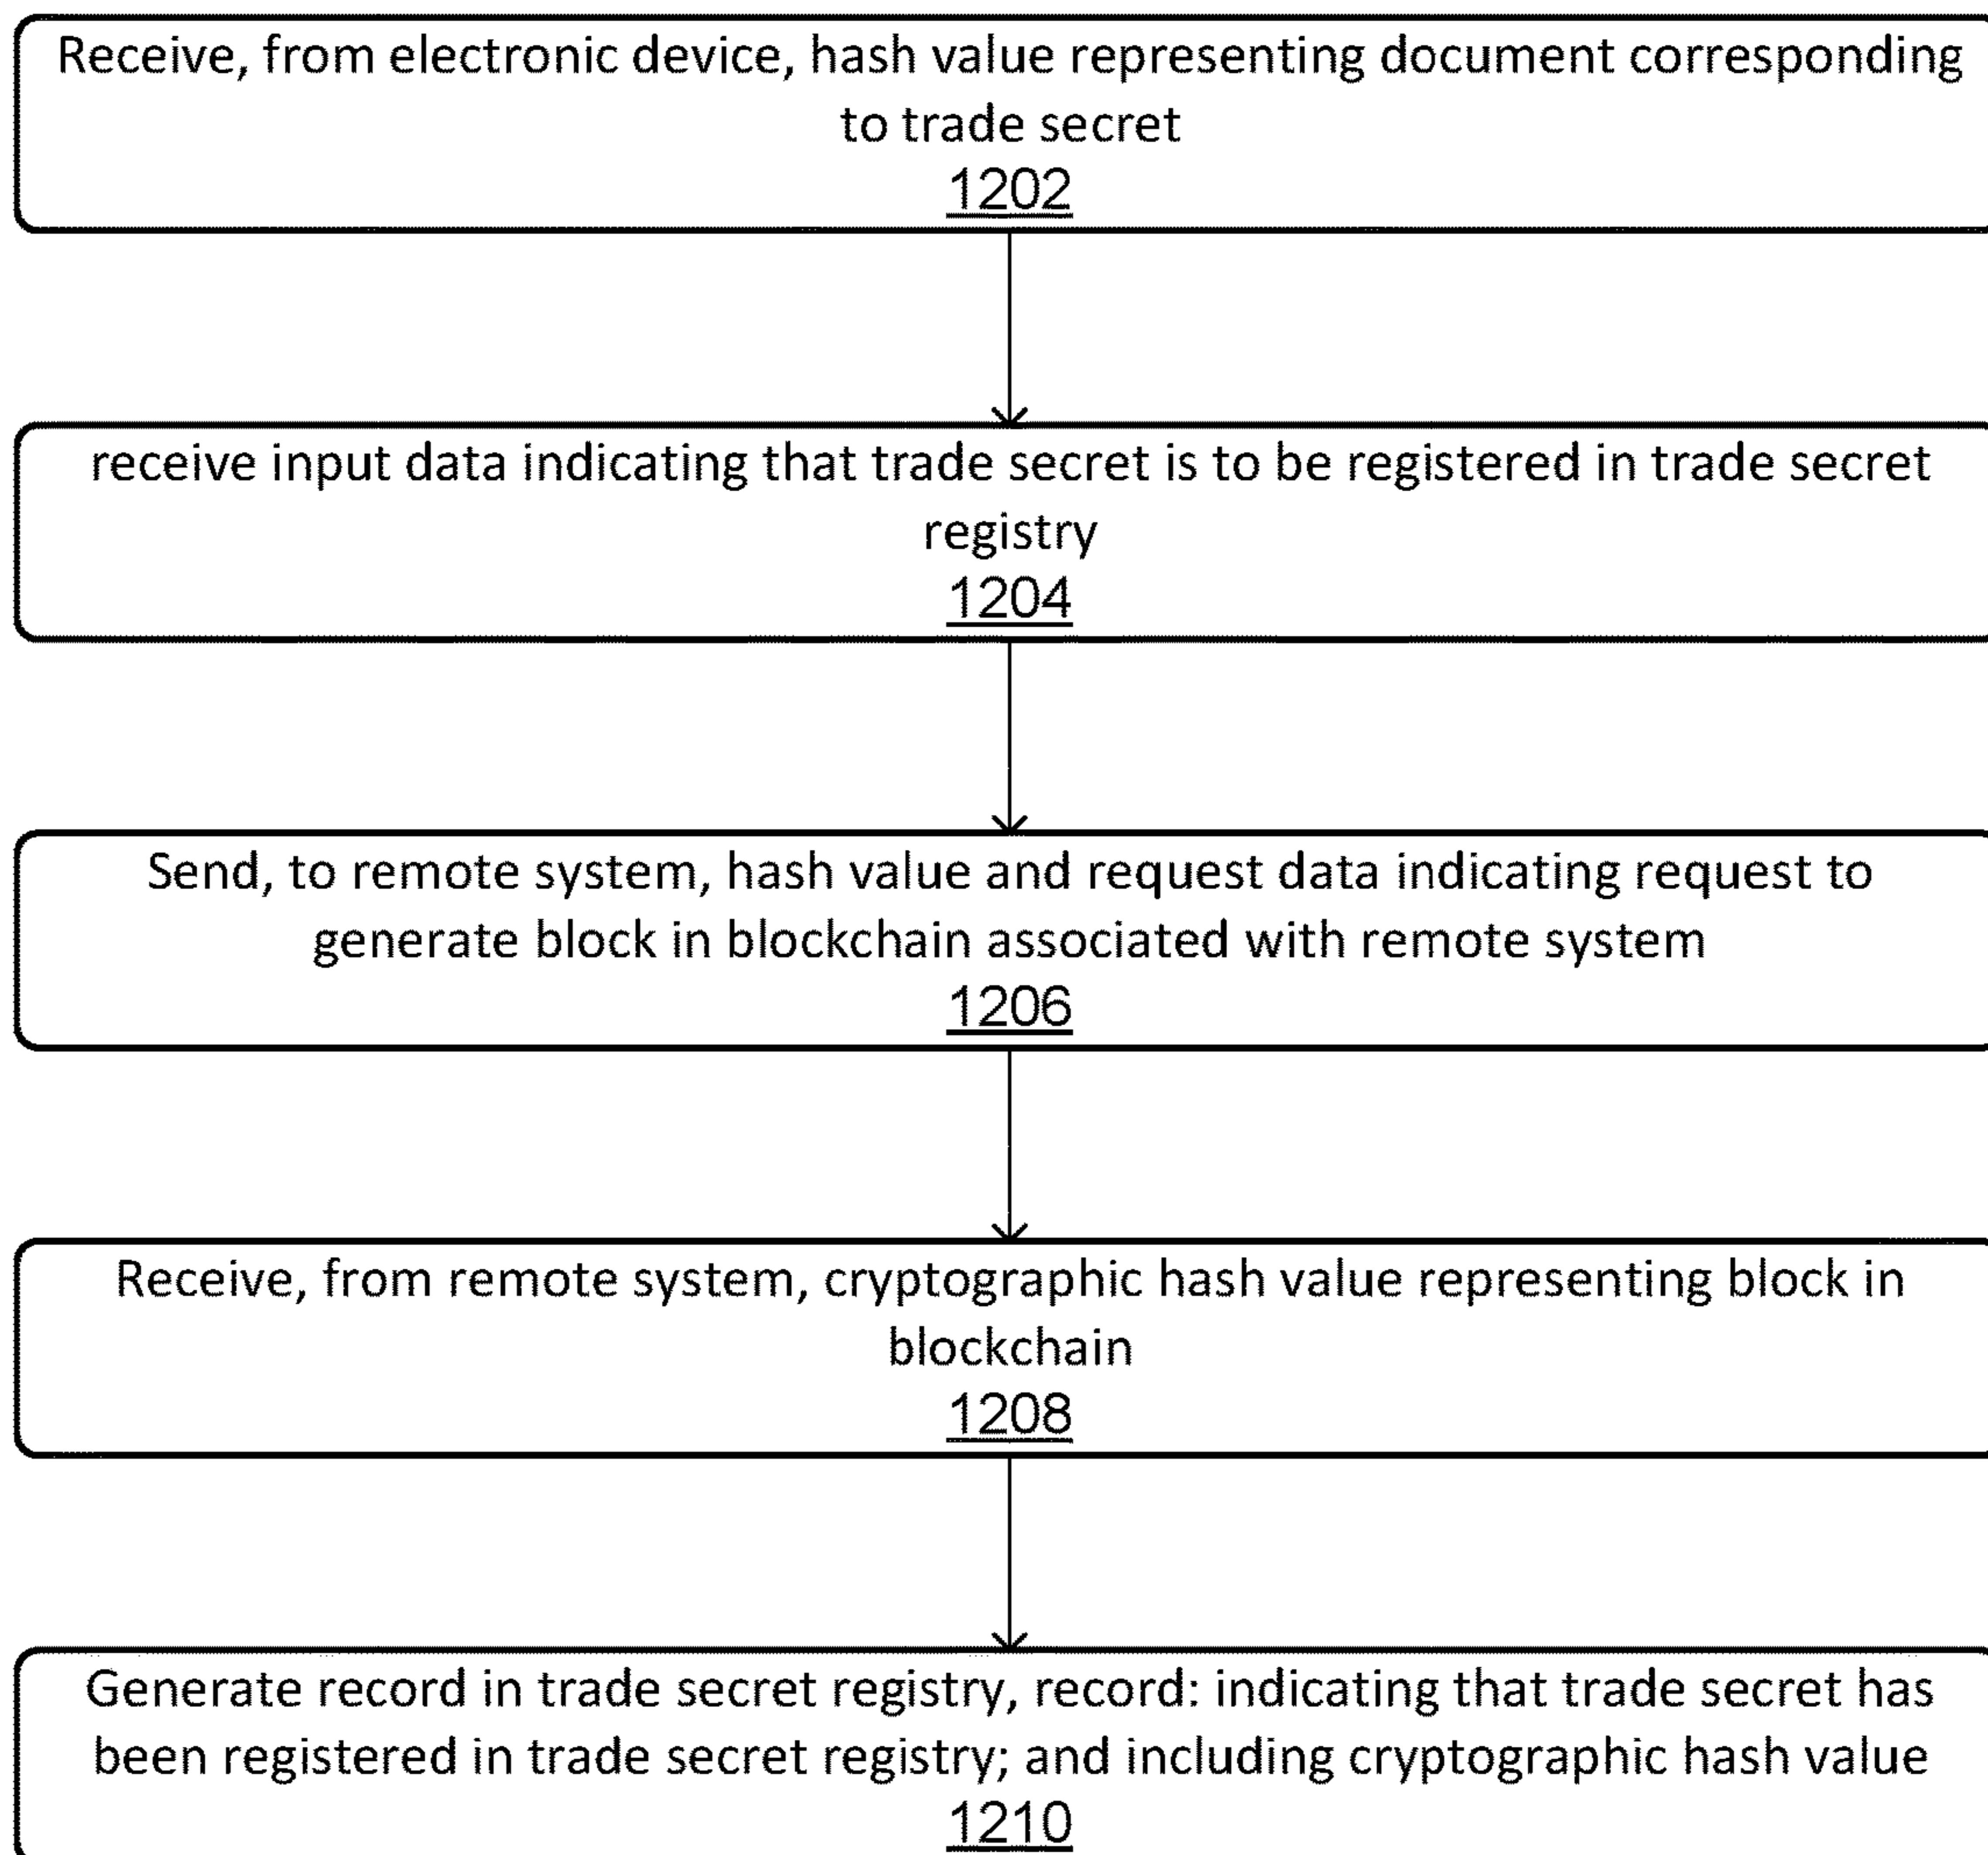 Receive, from electronic device, hash value representing document corresponding
to trade secret
1202
receive input data indicating that trade secret is to be registered in trade secret
registry
1204
Send, to remote system, hash value and request data indicating request to
generate block in blockchain associated with remote system
1206
Receive, from remote system, cryptographic hash value representing block in
blockchain
1208
Generate record in trade secret registry, record: indicating that trade secret has
been registered in trade secret registry; and including cryptographic hash value
1210